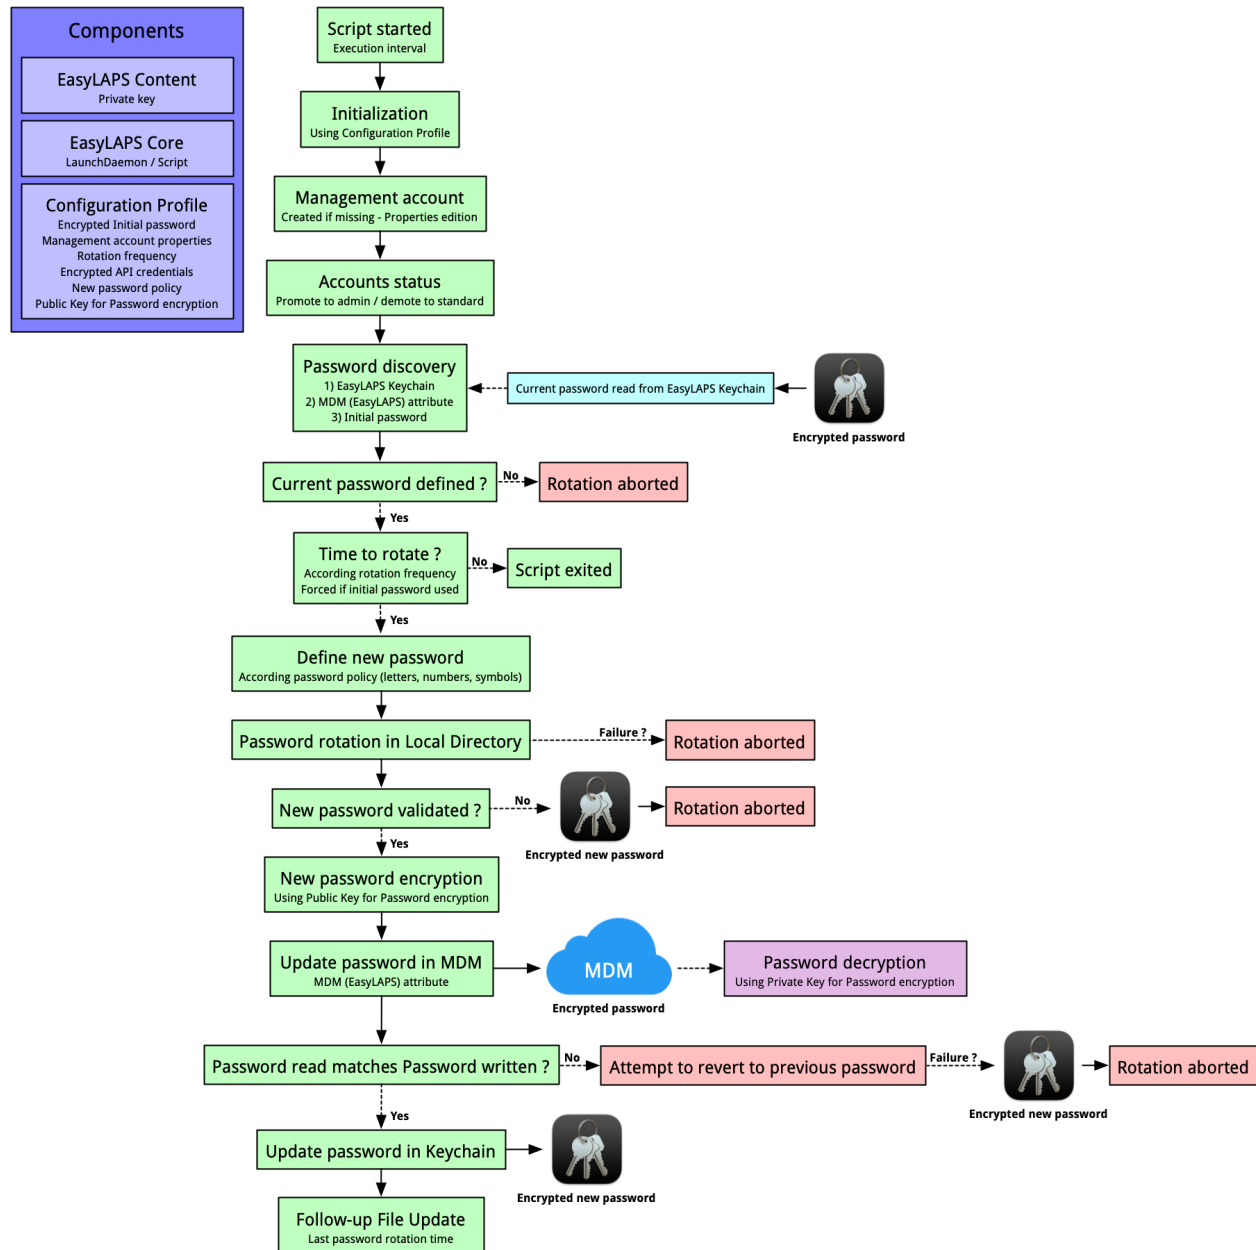 Components
EasyLAPS Content
Private key
EasyLAPS Core
LaunchDaemon / Script
Configuration Profile
Encrypted Initial password
Management account properties
Rotation frequency
Encrypted API credentials
New password policy
Public Key for Password encryption
Script started
Execution interval
Initialization
Using Configuration Profile
Management account
Created if missing - Properties edition
Accounts status
Promote to admin / demote to standard
Password discovery
1) EasyLAPS Keychain
2) MDM (EasyLAPS) attribute
3) Initial password
Current password read from EasyLAPS Keychain
Encrypted password
Current password defined ?
No
Rotation aborted
Yes
Time to rotate ?
According rotation frequency
Forced if initial password used
No
Script exited
Yes
Define new password
According password policy (letters, numbers, symbols)
Password rotation in Local Directory
Failure ?
Rotation aborted
New password validated ?
No
Encrypted new password
Rotation aborted
Yes
New password encryption
Using Public Key for Password encryption
Update password in MDM
MDM (EasyLAPS) attribute
MDM
Encrypted password
Password decryption
Using Private Key for Password encryption
Password read matches Password written ?
No
Attempt to revert to previous password
Failure ?
Encrypted new password
Rotation aborted
Yes
Update password in Keychain
Encrypted new password
Follow-up File Update
Last password rotation time